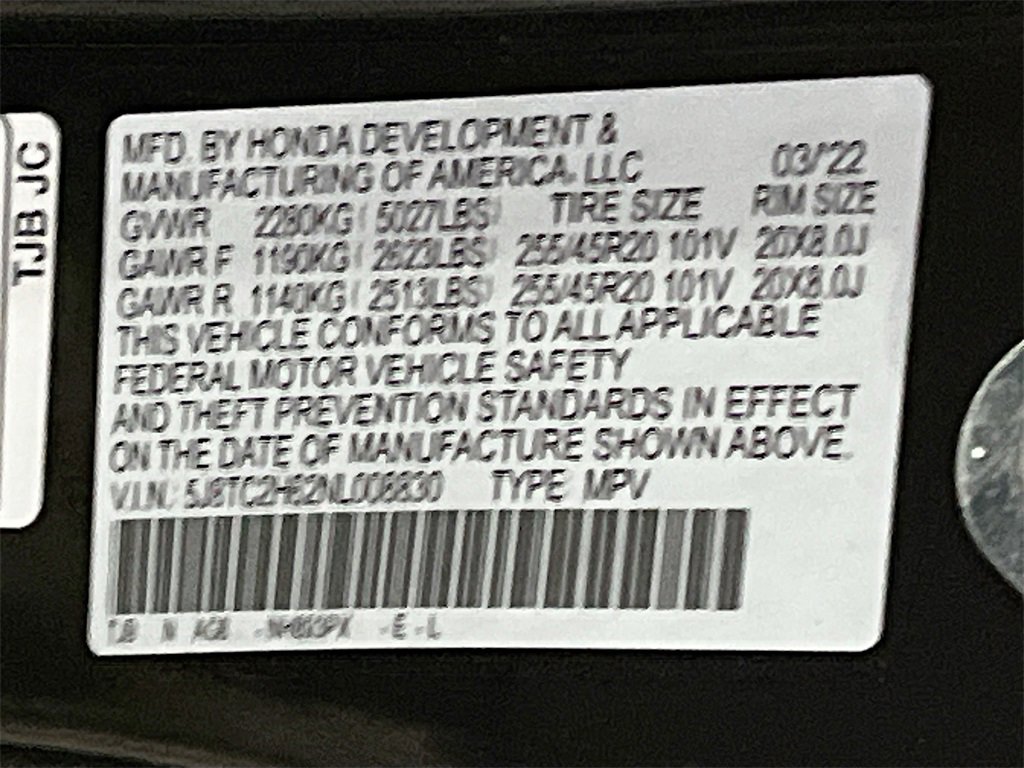 TJB JC
MFD. BY HONDA DEVELOPMENT &
MANUFACTURING OF AMERICA, LLC 03/'22
GVWR 2280KG ( 5027LBS) TIRE SIZE RIM SIZE
GAWR F 1190KG ( 2623LBS) 255/45R20 101V 20X8.0J
GAWR R 1140KG ( 2513LBS) 255/45R20 101V 20X8.0J
THIS VEHICLE CONFORMS TO ALL APPLICABLE
FEDERAL MOTOR VEHICLE SAFETY
AND THEFT PREVENTION STANDARDS IN EFFECT
ON THE DATE OF MANUFACTURE SHOWN ABOVE.
V.I.N.: 5J8TC2H62NL008830 TYPE MPV
TJB N -E -L